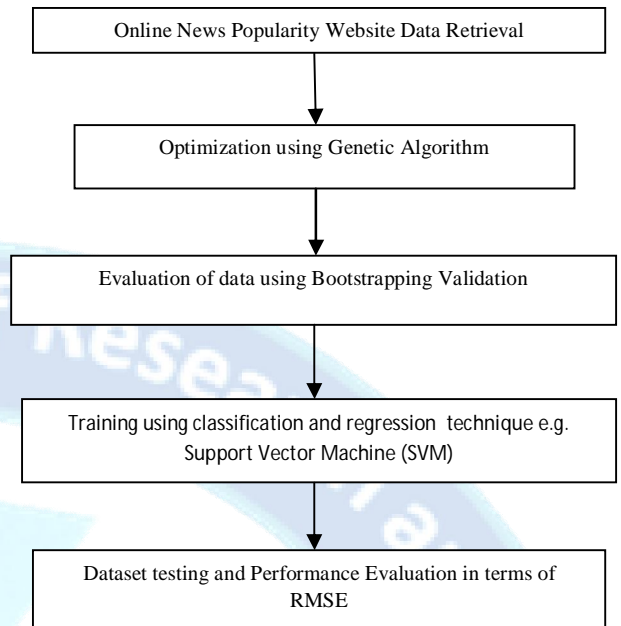 Online News Popularity Website Data Retrieval
Optimization using Genetic Algorithm
Evaluation of data using Bootstrapping Validation
Training using classification and regression technique e.g.
Support Vector Machine (SVM)
Dataset testing and Performance Evaluation in terms of
RMSE